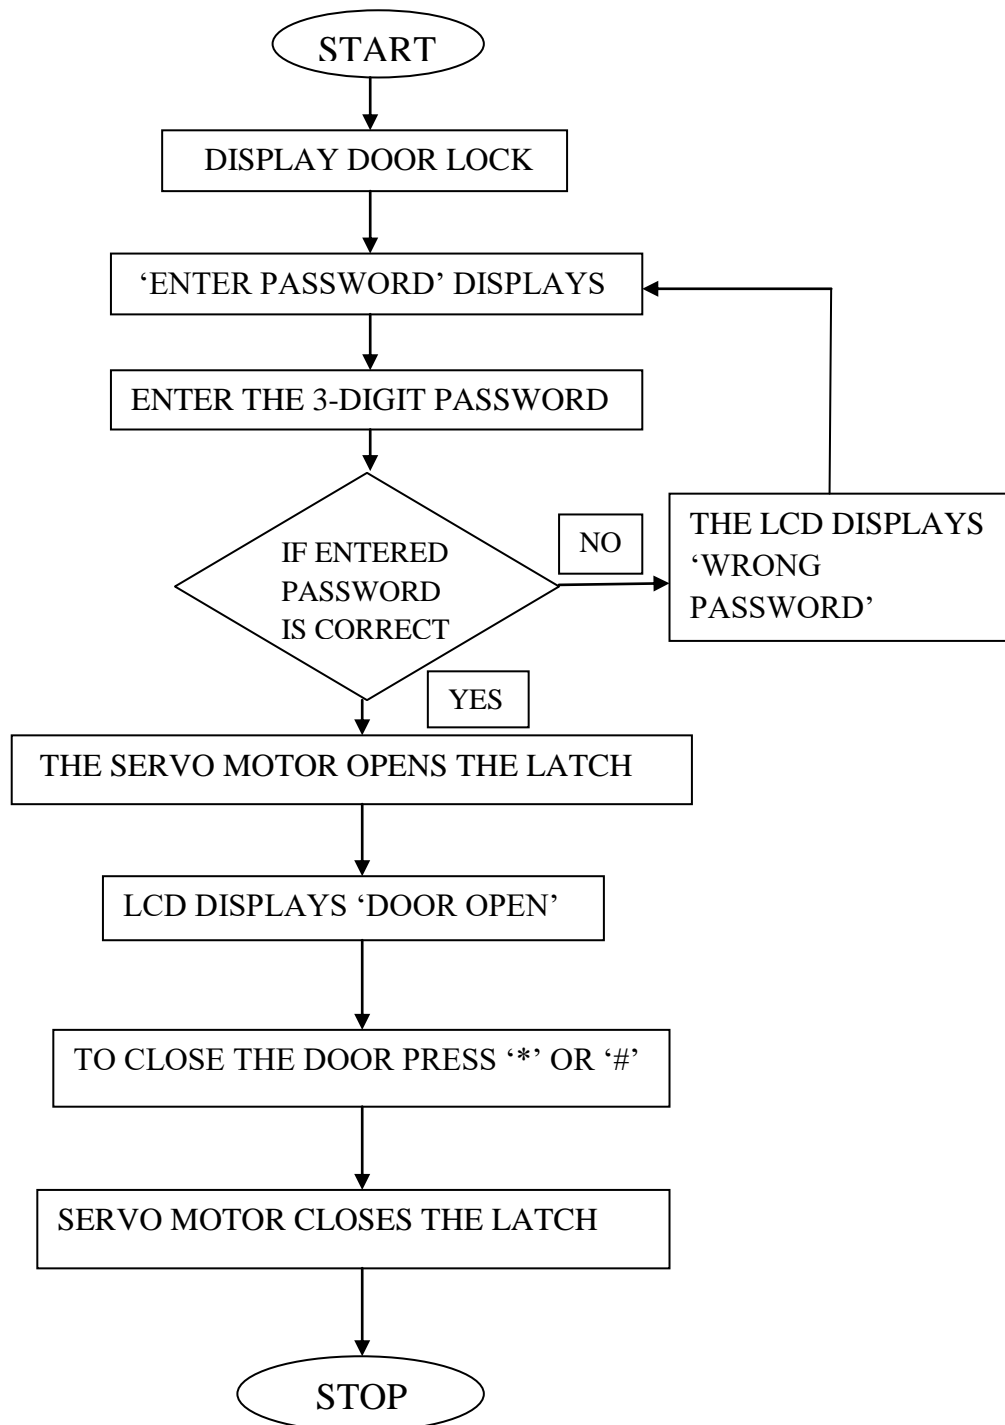 START
DISPLAY DOOR LOCK
‘ENTER PASSWORD’ DISPLAYS
ENTER THE 3-DIGIT PASSWORD
IF ENTERED
PASSWORD
IS CORRECT
NO
THE LCD DISPLAYS
‘WRONG
PASSWORD’
YES
THE SERVO MOTOR OPENS THE LATCH
LCD DISPLAYS ‘DOOR OPEN’
TO CLOSE THE DOOR PRESS ‘*’ OR ‘#’
SERVO MOTOR CLOSES THE LATCH
STOP